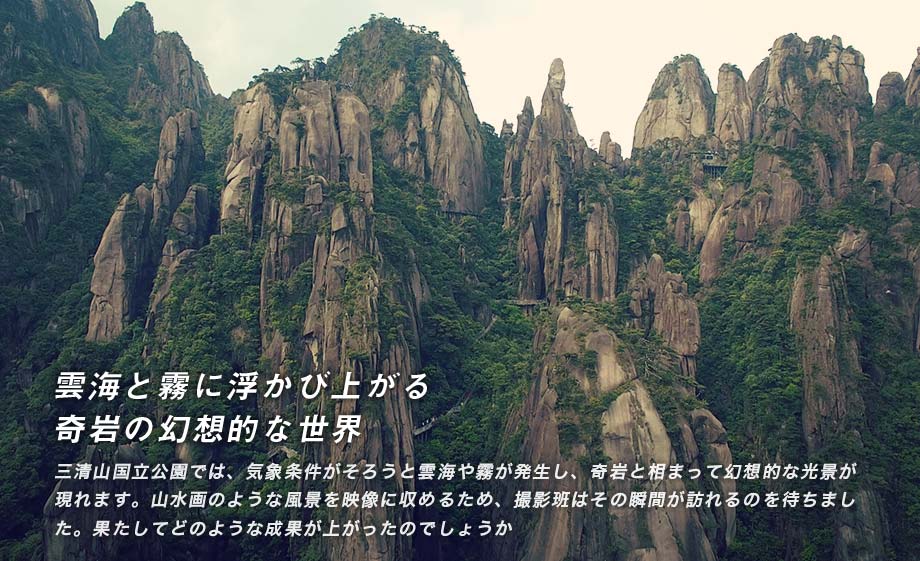 雲海と霧に浮かび上がる
奇岩の幻想的な世界
三清山国立公園では、気象条件がそろうと雲海や霧が発生し、奇岩と相まって幻想的な光景が
現れます。山水画のような風景を映像に収めるため、撮影班はその瞬間が訪れるのを待ちまし
た。果たしてどのような成果が上がったのでしょうか